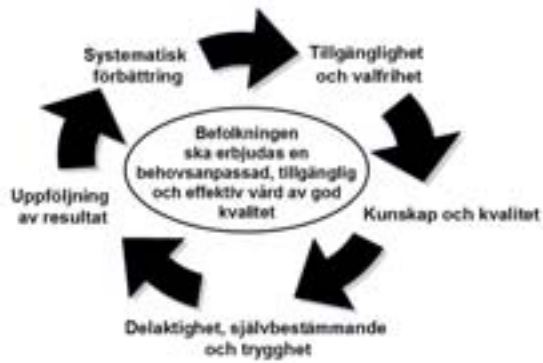 Systematisk
förbättring
Tillgänglighet
och valfrihet
Befolkningen
ska erbjudas en
behovsanpassad, tillgänglig
och effektiv vård av god
kvalitet
Uppföljning
av resultat
Kunskap och kvalitet
Delaktighet, självbestämmande
och trygghet